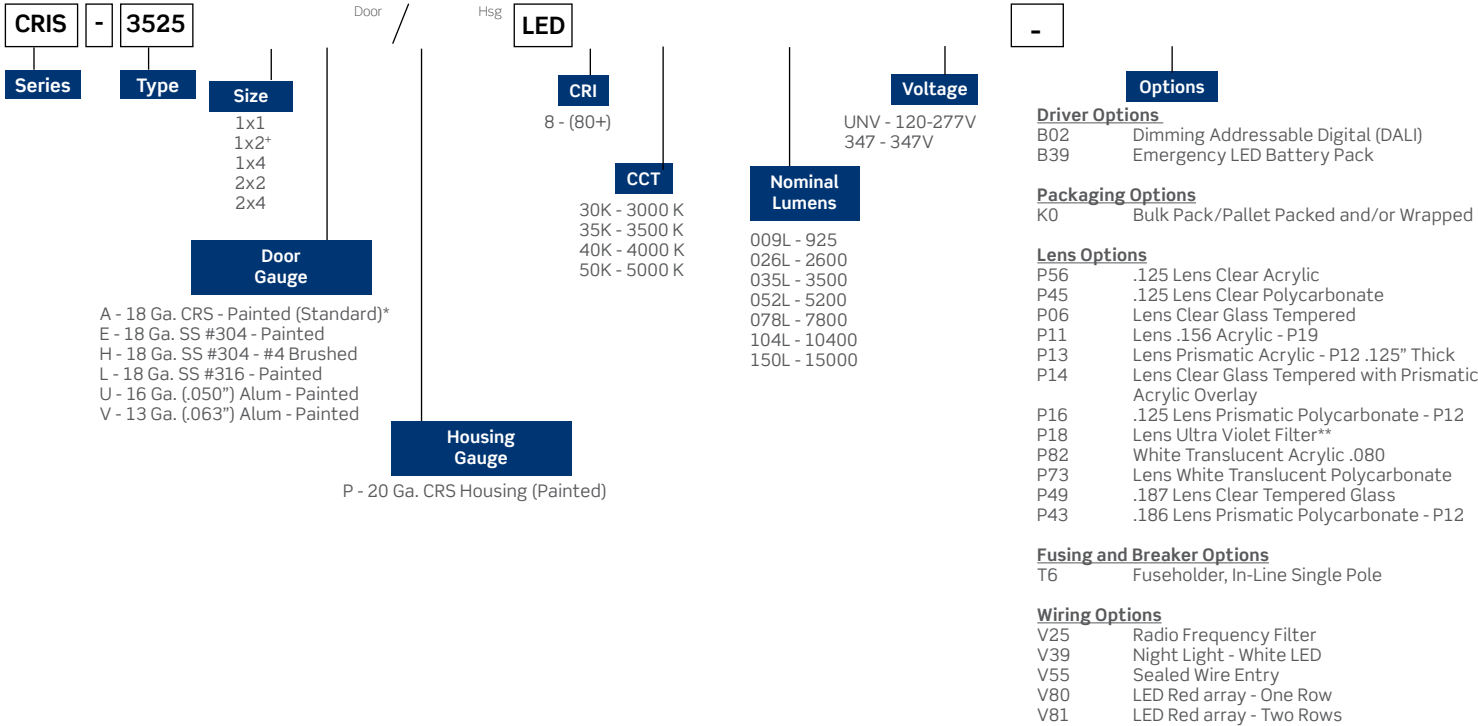 CRIS - 3525 Door / Hsg LED -
Series
Type
Size
1x1
1x2+
1x4
2x2
2x4
Door
Gauge
A - 18 Ga. CRS - Painted (Standard)*
E - 18 Ga. SS #304 - Painted
H - 18 Ga. SS #304 - #4 Brushed
L - 18 Ga. SS #316 - Painted
U - 16 Ga. (.050") Alum - Painted
V - 13 Ga. (.063") Alum - Painted
Housing
Gauge
P - 20 Ga. CRS Housing (Painted)
CRI
8 - (80+)
CCT
30K - 3000 K
35K - 3500 K
40K - 4000 K
50K - 5000 K
Nominal
Lumens
009L - 925
026L - 2600
035L - 3500
052L - 5200
078L - 7800
104L - 10400
150L - 15000
Voltage
UNV - 120-277V
347 - 347V
Options
Driver Options
B02 Dimming Addressable Digital (DALI)
B39 Emergency LED Battery Pack
Packaging Options
K0 Bulk Pack/Pallet Packed and/or Wrapped
Lens Options
P56 .125 Lens Clear Acrylic
P45 .125 Lens Clear Polycarbonate
P06 Lens Clear Glass Tempered
P11 Lens .156 Acrylic - P19
P13 Lens Prismatic Acrylic - P12 .125” Thick
P14 Lens Clear Glass Tempered with Prismatic
Acrylic Overlay
P16 .125 Lens Prismatic Polycarbonate - P12
P18 Lens Ultra Violet Filter**
P82 White Translucent Acrylic .080
P73 Lens White Translucent Polycarbonate
P49 .187 Lens Clear Tempered Glass
P43 .186 Lens Prismatic Polycarbonate - P12
Fusing and Breaker Options
T6 Fuseholder, In-Line Single Pole
Wiring Options
V25 Radio Frequency Filter
V39 Night Light - White LED
V55 Sealed Wire Entry
V80 LED Red array - One Row
V81 LED Red array - Two Rows